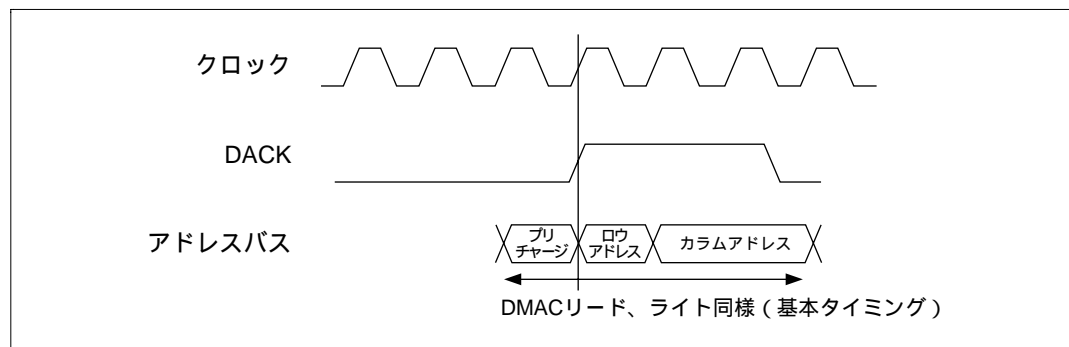 クロック
DACK
アドレスバス
プリ
チャージ
ロウ
アドレス
カラムアドレス
DMACリード、ライト同様(基本タイミング)